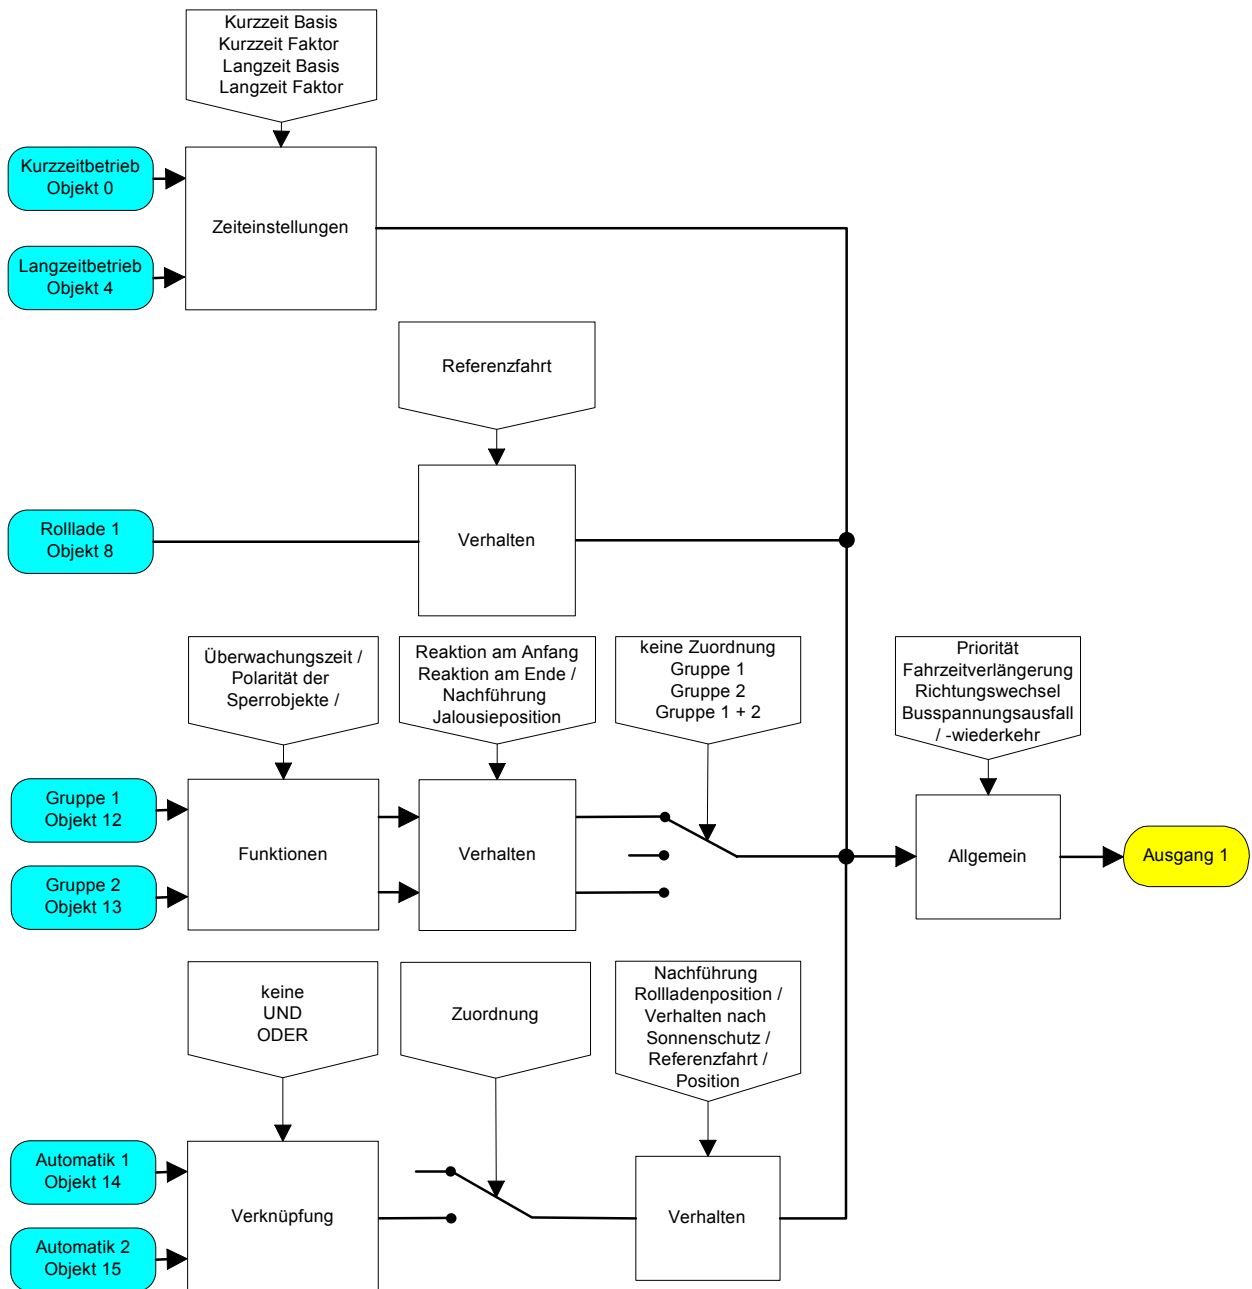 Kurzzeit Basis
Kurzzeit Faktor
Langzeit Basis
Langzeit Faktor
Kurzzeitbetrieb
Objekt 0
Zeiteinstellungen
Langzeitbetrieb
Objekt 4
Referenzfahrt
Rolllade 1
Objekt 8
Verhalten
Überwachungszeit /
Polarität der
Sperrobjekte /
Reaktion am Anfang
Reaktion am Ende /
Nachführung
Jalousieposition
keine Zuordnung
Gruppe 1
Gruppe 2
Gruppe 1 + 2
Priorität
Fahrzeitverlängerung
Richtungswechsel
Busspannungsausfall
/ -wiederkehr
Gruppe 1
Objekt 12
Funktionen
Verhalten
Allgemein
Ausgang 1
Gruppe 2
Objekt 13
keine
UND
ODER
Zuordnung
Nachführung
Rollladenposition /
Verhalten nach
Sonnenschutz /
Referenzfahrt /
Position
Automatik 1
Objekt 14
Verknüpfung
Verhalten
Automatik 2
Objekt 15